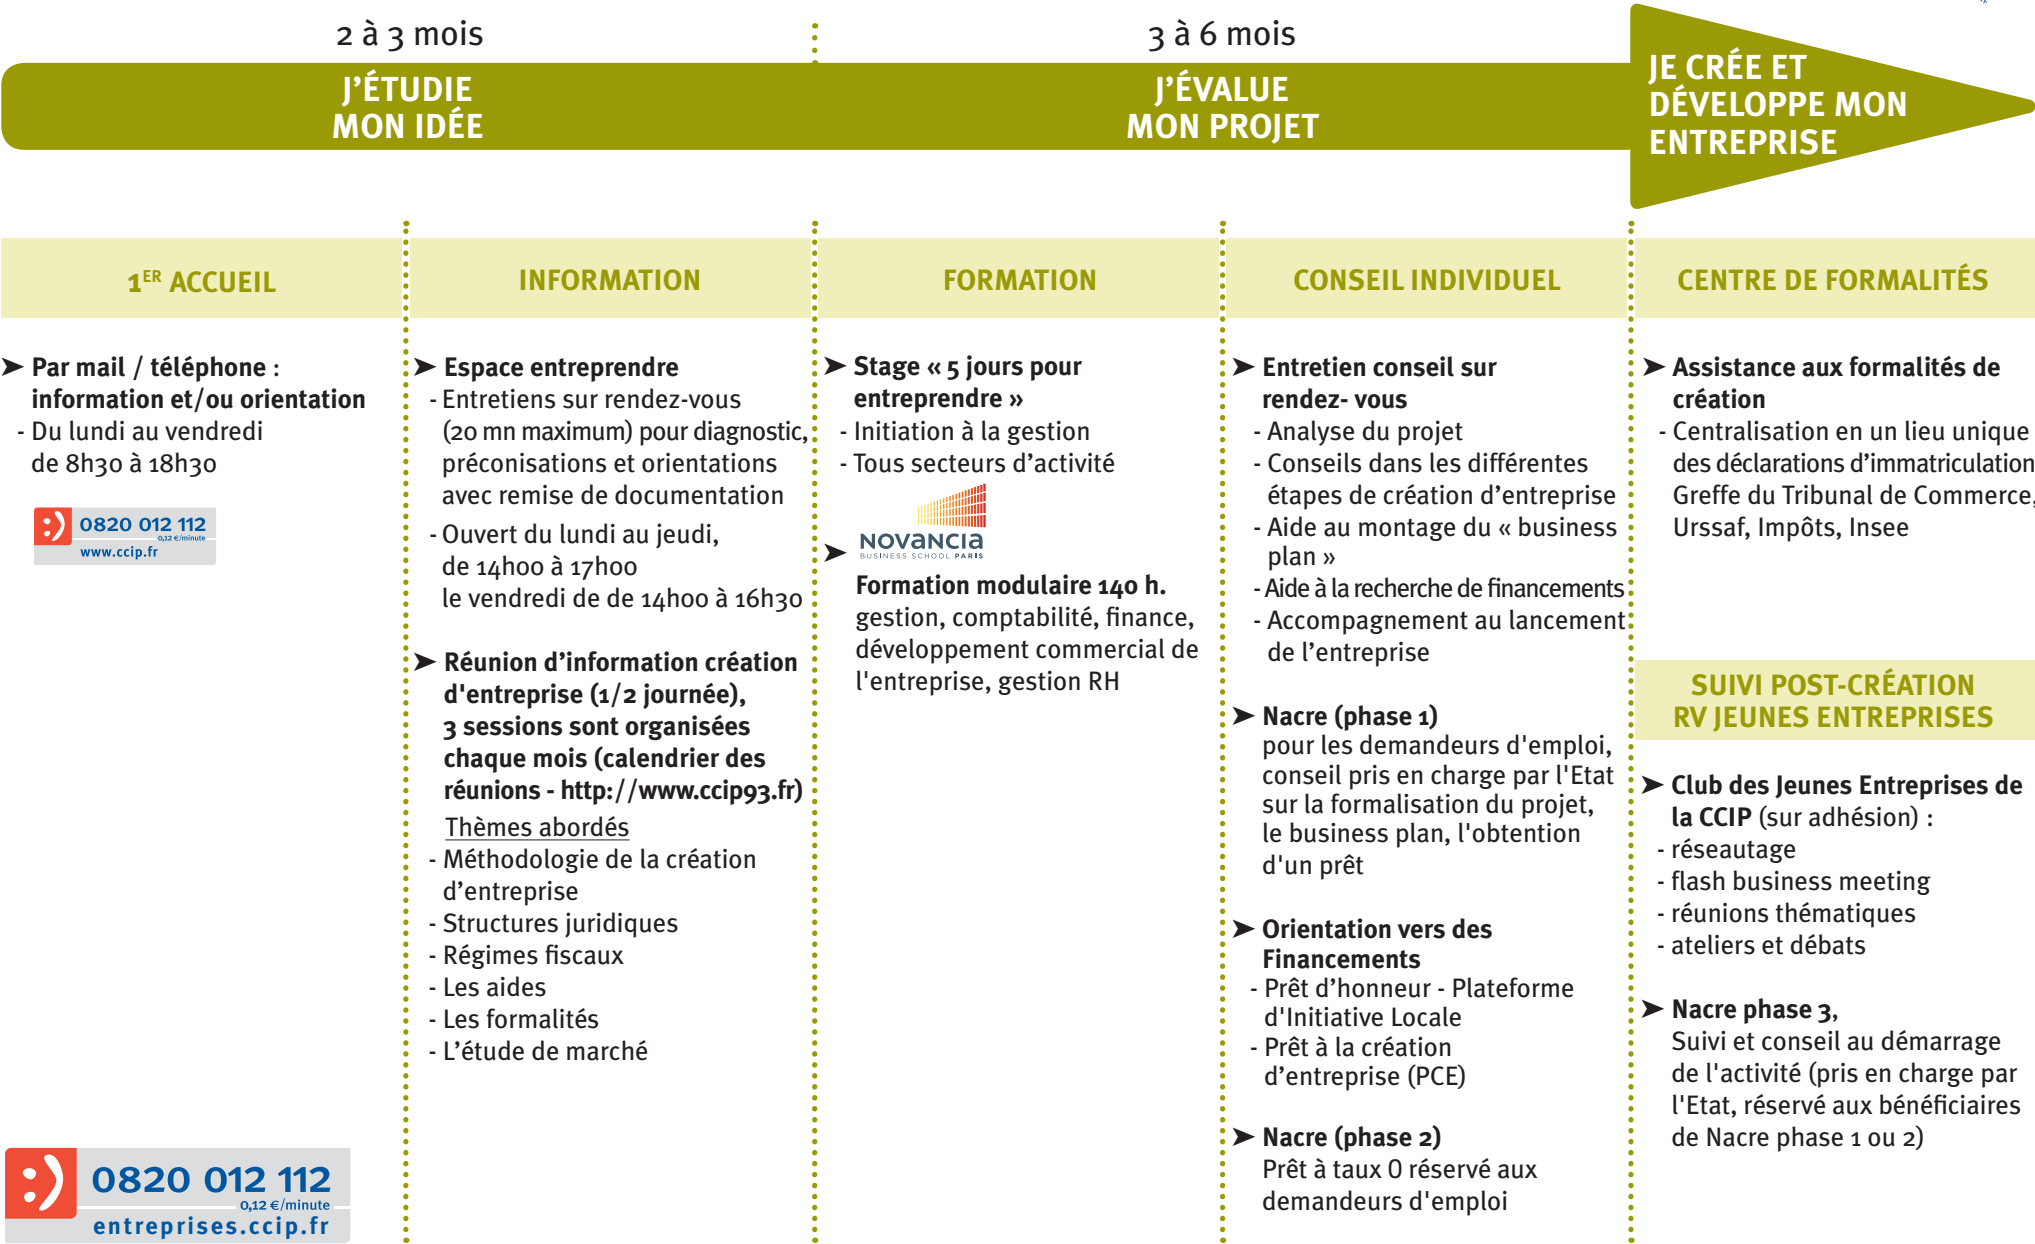 2 à 3 mois
3 à 6 mois
J’ÉTUDIE
MON IDÉE
J’ÉVALUE
MON PROJET
JE CRÉE ET
DÉVELOPPE MON
ENTREPRISE
1ER ACCUEIL
➤ Par mail / téléphone :
information et/ou orientation
- Du lundi au vendredi
de 8h30 à 18h30
:) 0820 012 112
0,12 €/minute
www.ccip.fr
INFORMATION
➤ Espace entreprendre
- Entretiens sur rendez-vous
(20 mn maximum) pour diagnostic,
préconisations et orientations
avec remise de documentation
- Ouvert du lundi au jeudi,
de 14h00 à 17h00
le vendredi de de 14h00 à 16h30
➤ Réunion d’information création
d'entreprise (1/2 journée),
3 sessions sont organisées
chaque mois (calendrier des
réunions - http://www.ccip93.fr)
Thèmes abordés
- Méthodologie de la création
d’entreprise
- Structures juridiques
- Régimes fiscaux
- Les aides
- Les formalités
- L’étude de marché
FORMATION
➤ Stage « 5 jours pour
entreprendre »
- Initiation à la gestion
- Tous secteurs d’activité
➤ NOVANCIA
BUSINESS SCHOOL PARIS
Formation modulaire 140 h.
gestion, comptabilité, finance,
développement commercial de
l'entreprise, gestion RH
CONSEIL INDIVIDUEL
➤ Entretien conseil sur
rendez- vous
- Analyse du projet
- Conseils dans les différentes
étapes de création d’entreprise
- Aide au montage du « business
plan »
- Aide à la recherche de financements
- Accompagnement au lancement
de l’entreprise
➤ Nacre (phase 1)
pour les demandeurs d'emploi,
conseil pris en charge par l'Etat
sur la formalisation du projet,
le business plan, l'obtention
d'un prêt
➤ Orientation vers des
Financements
- Prêt d’honneur - Plateforme
d'Initiative Locale
- Prêt à la création
d’entreprise (PCE)
➤ Nacre (phase 2)
Prêt à taux 0 réservé aux
demandeurs d'emploi
CENTRE DE FORMALITÉS
➤ Assistance aux formalités de
création
- Centralisation en un lieu unique
des déclarations d’immatriculation
Greffe du Tribunal de Commerce,
Urssaf, Impôts, Insee
SUIVI POST-CRÉATION
RV JEUNES ENTREPRISES
➤ Club des Jeunes Entreprises de
la CCIP (sur adhésion) :
- réseautage
- flash business meeting
- réunions thématiques
- ateliers et débats
➤ Nacre phase 3,
Suivi et conseil au démarrage
de l'activité (pris en charge par
l'Etat, réservé aux bénéficiaires
de Nacre phase 1 ou 2)
:) 0820 012 112
0,12 €/minute
entreprises.ccip.fr